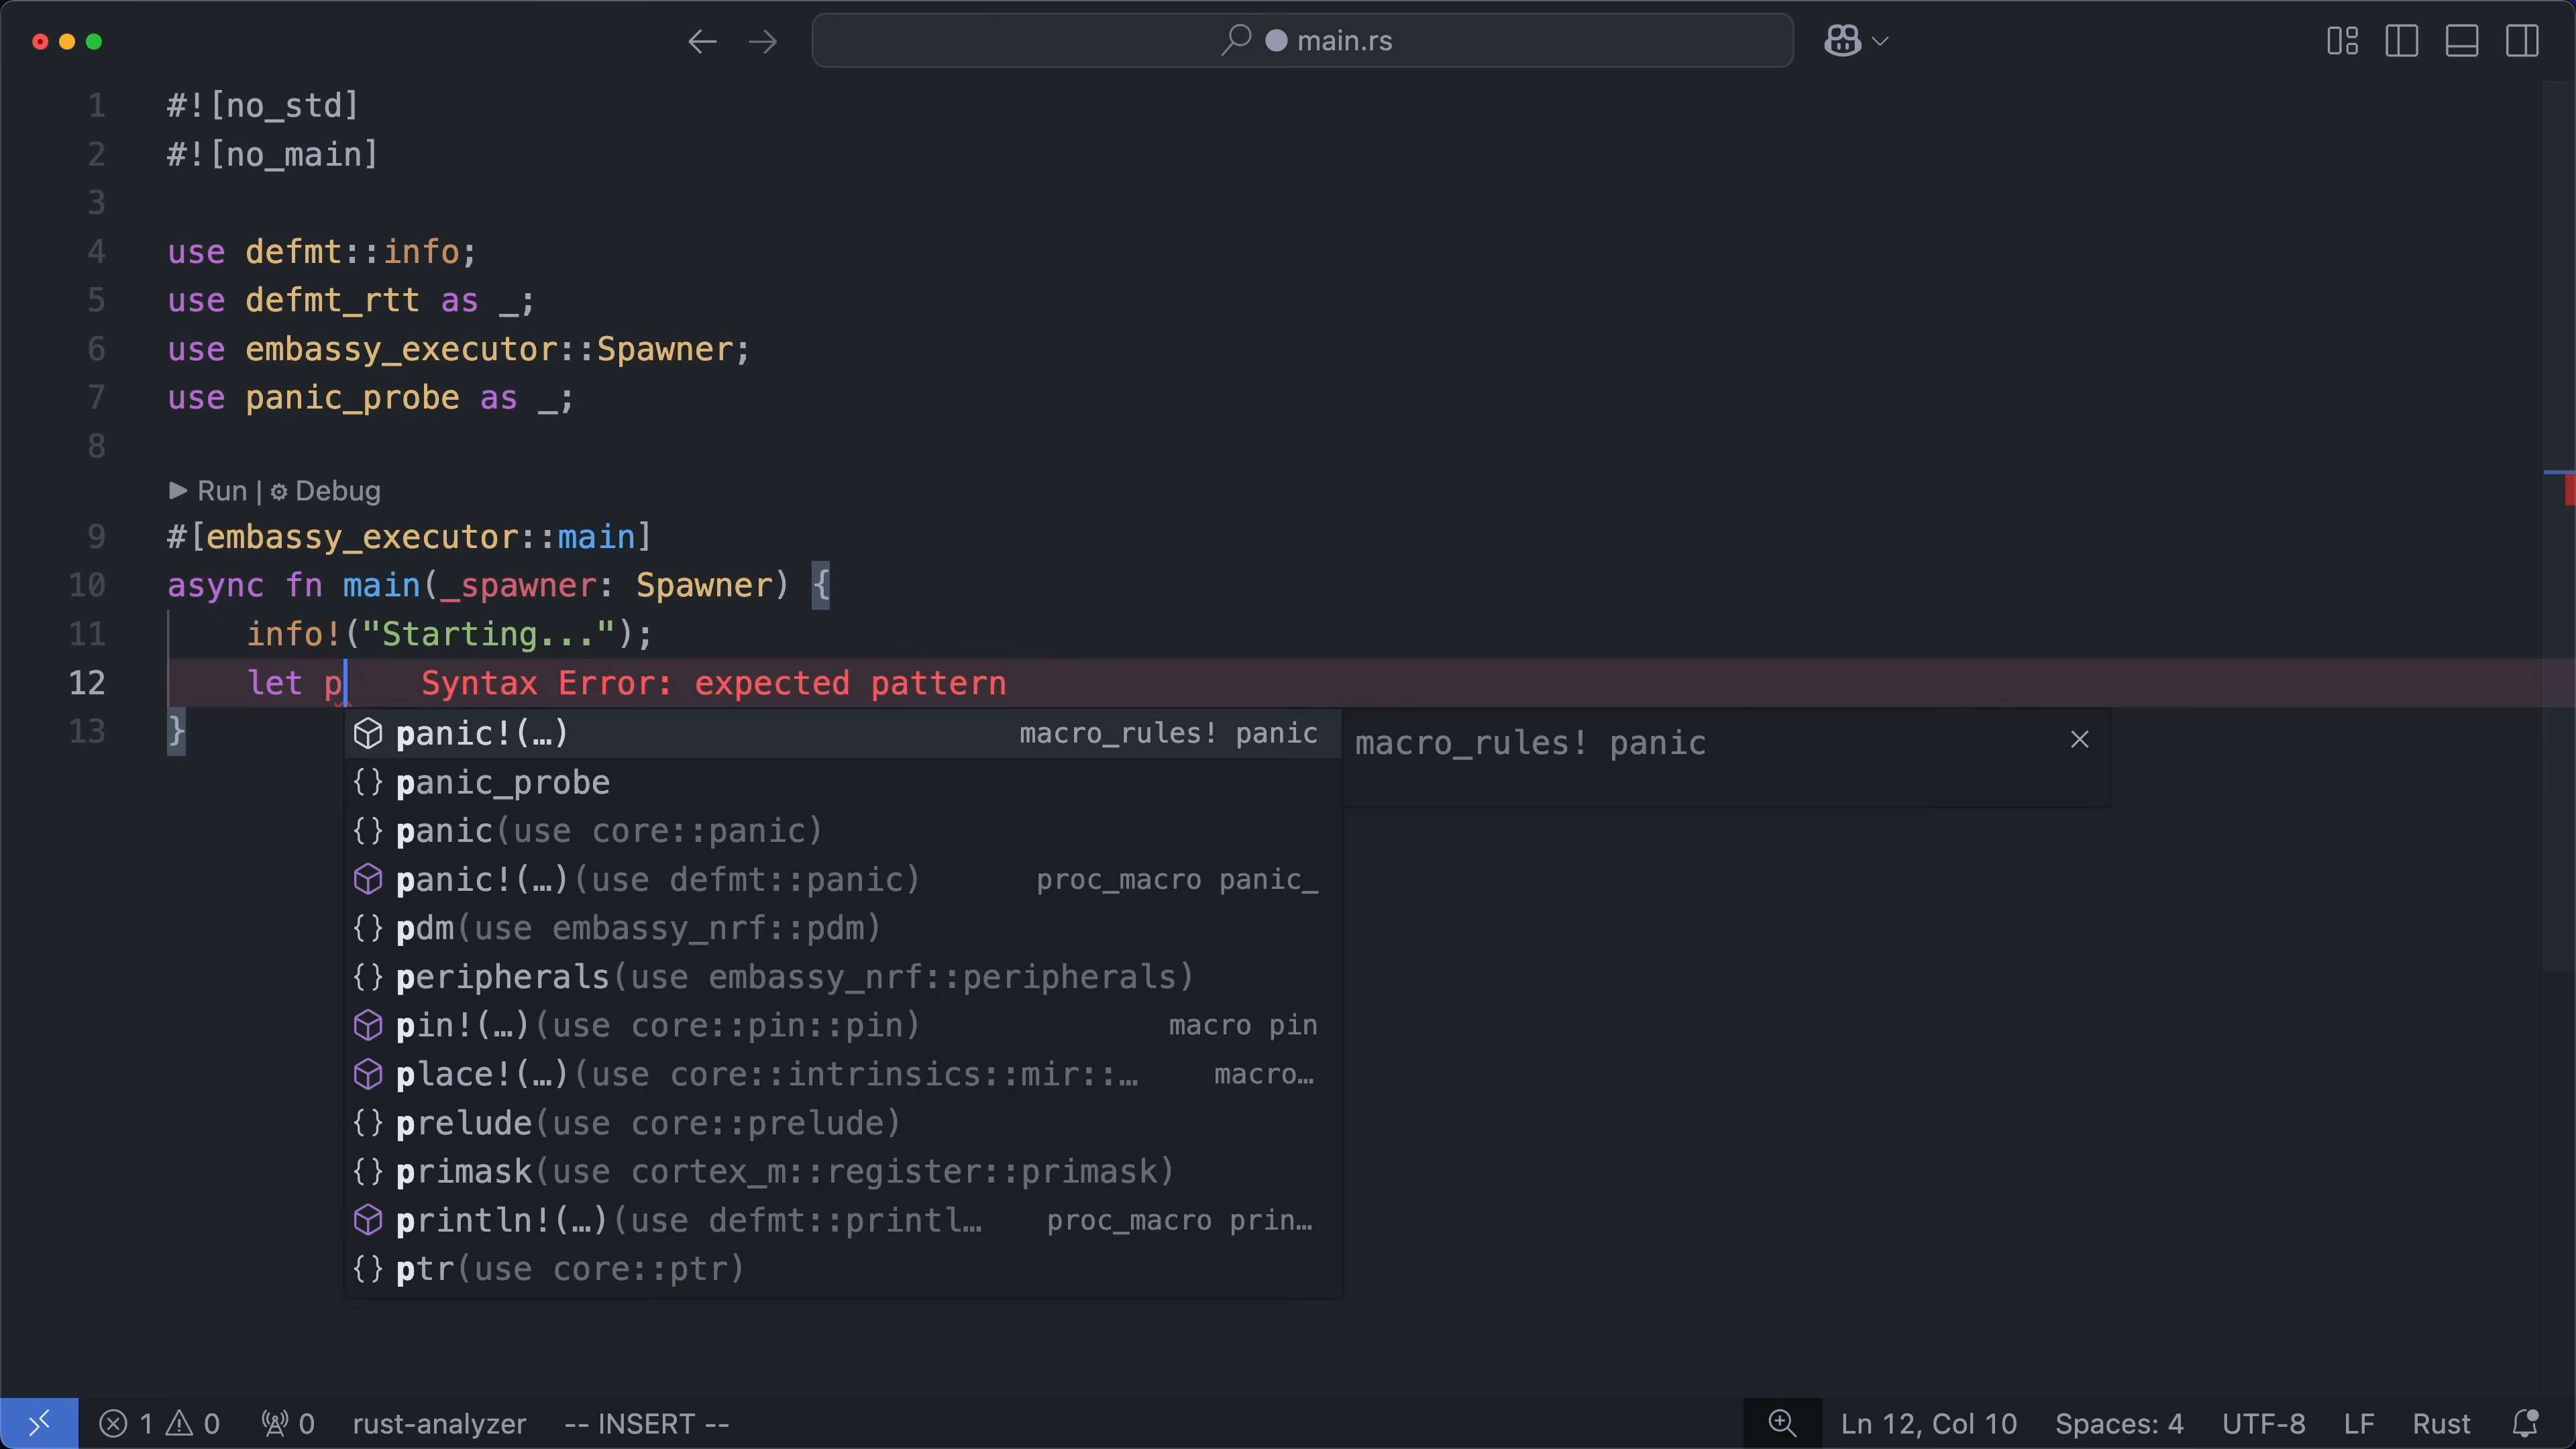 main.rs
1 #![no_std]
2 #![no_main]
3
4 use defmt::info;
5 use defmt_rtt as _;
6 use embassy_executor::Spawner;
7 use panic_probe as _;
8
Run | Debug
9 #[embassy_executor::main]
10 async fn main(_spawner: Spawner) {
11 info!("Starting...");
12 let p Syntax Error: expected pattern
13 }
panic!(…) macro_rules! panic
macro_rules! panic
panic_probe
panic(use core::panic)
panic!(…)(use defmt::panic) proc_macro panic_
pdm(use embassy_nrf::pdm)
peripherals(use embassy_nrf::peripherals)
pin!(…)(use core::pin::pin) macro pin
place!(…)(use core::intrinsics::mir::… macro…
prelude(use core::prelude)
primask(use cortex_m::register::primask)
println!(…)(use defmt::printl… proc_macro prin…
ptr(use core::ptr)
1 0 0 rust-analyzer -- INSERT -- Ln 12, Col 10 Spaces: 4 UTF-8 LF Rust